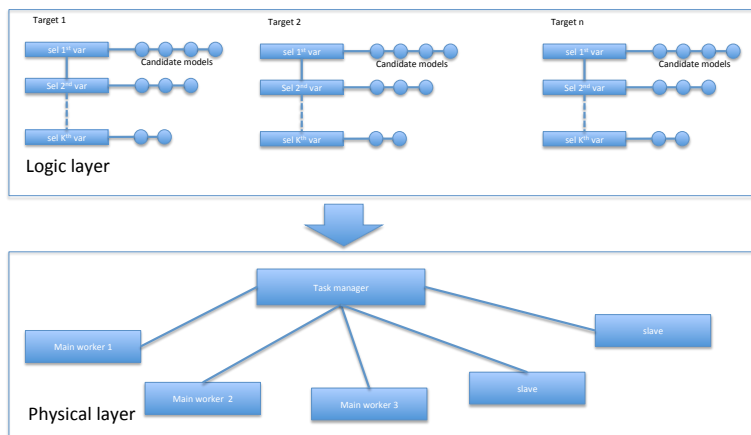 Target 1
Target 2
Target n
sel 1st var
sel 1st var
sel 1st var
Candidate models
Candidate models
Candidate models
Sel 2nd var
Sel 2nd var
Sel 2nd var
sel Kth var
sel Kth var
sel Kth var
Logic layer
Task manager
Main worker 1
slave
Main worker 2
Main worker 3
slave
Physical layer